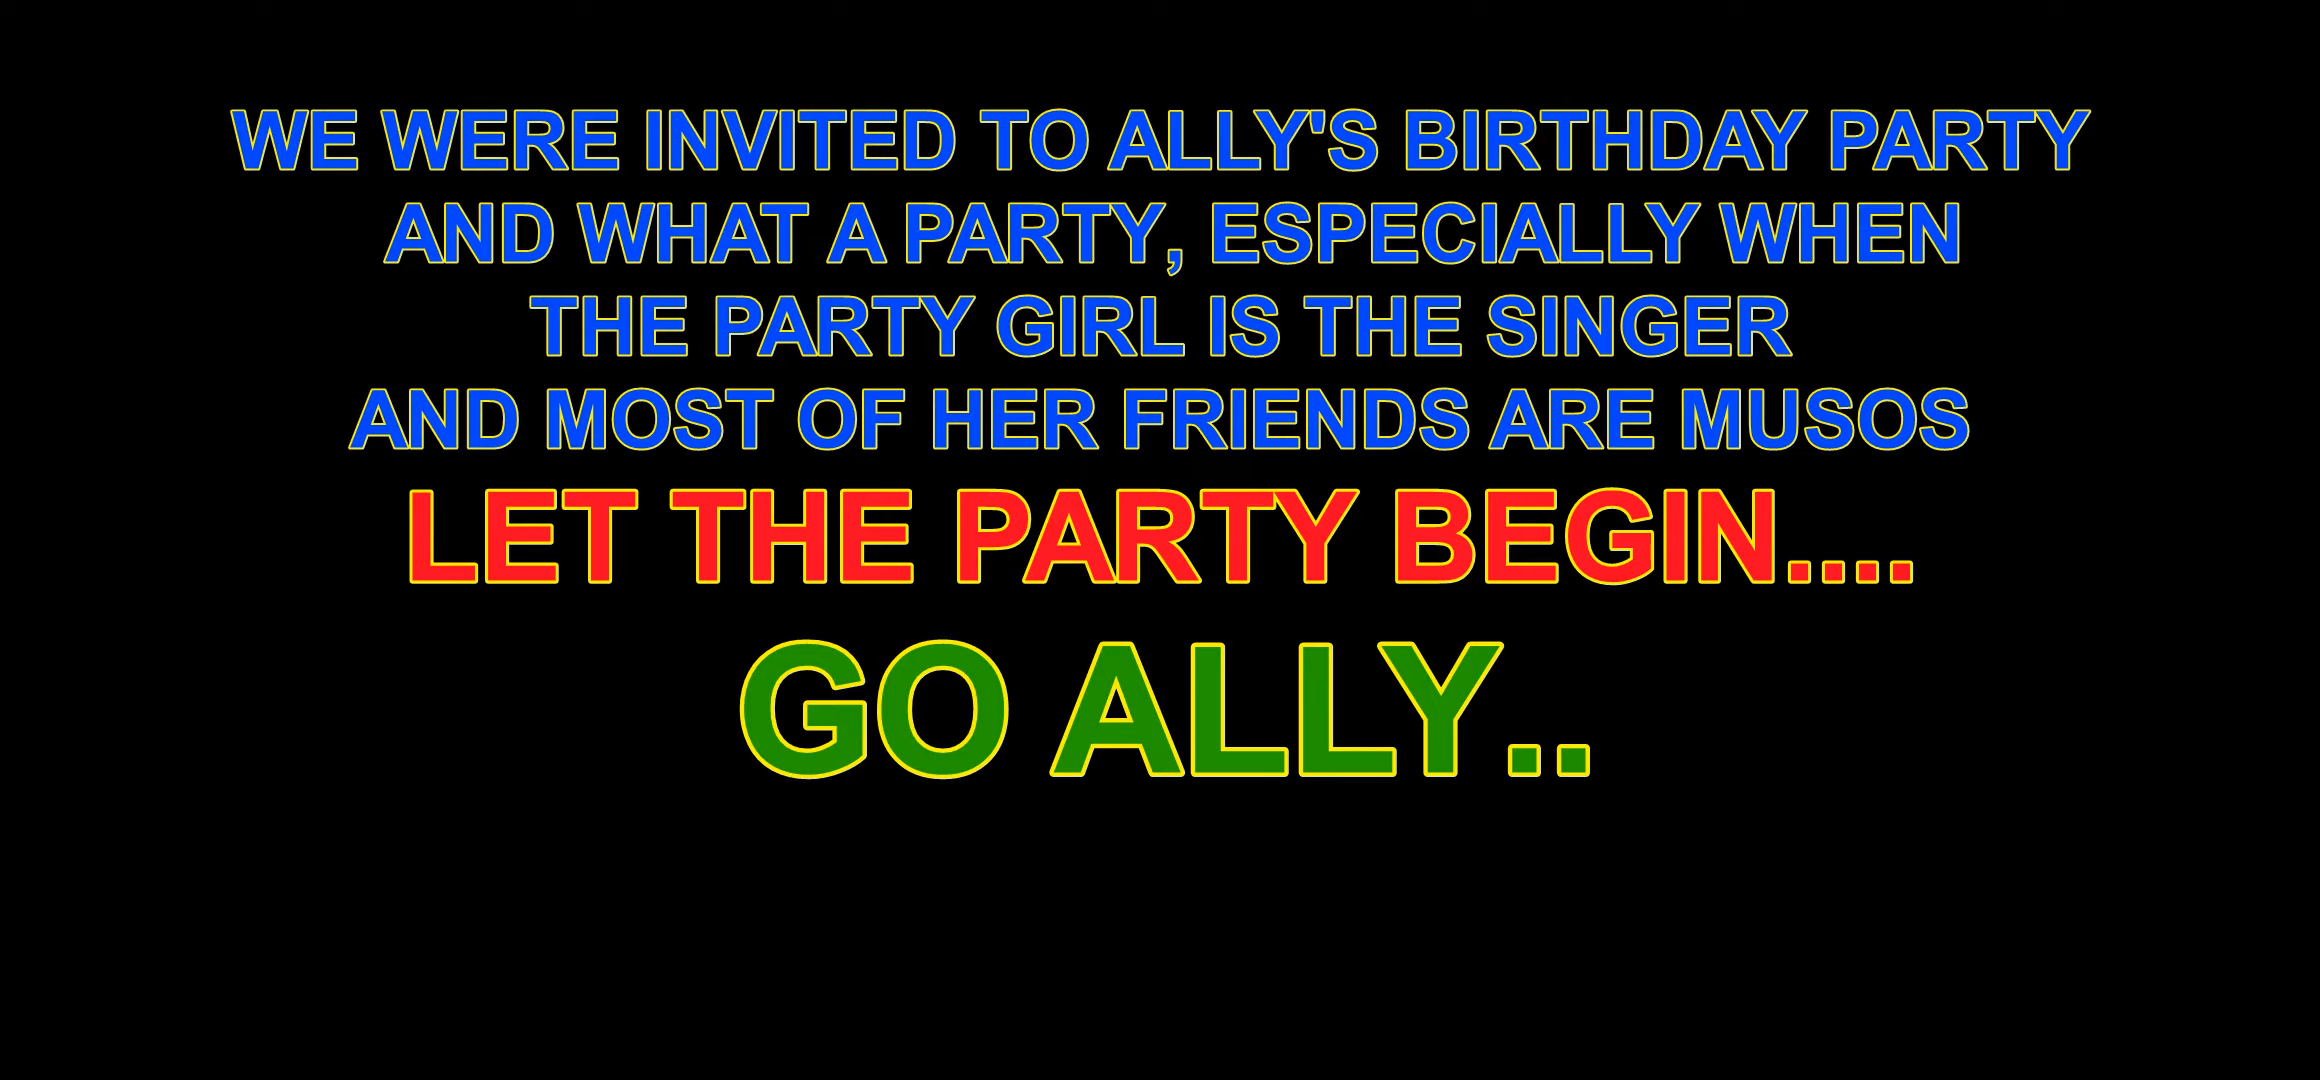 WE WERE INVITED TO ALLY'S BIRTHDAY PARTY
AND WHAT A PARTY, ESPECIALLY WHEN
THE PARTY GIRL IS THE SINGER
AND MOST OF HER FRIENDS ARE MUSOS
LET THE PARTY BEGIN....
GO ALLY..